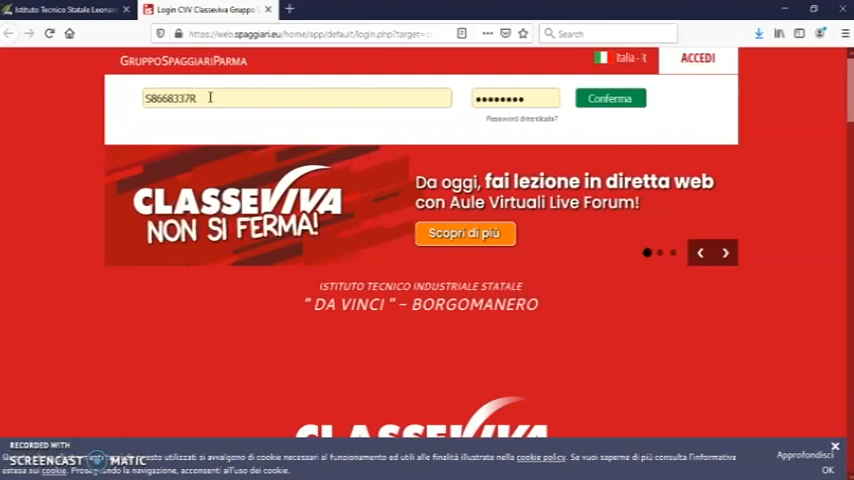 Istituto Tecnico Statale Leonar
Login CVV Classeviva Gruppo S
https://web.spaggiari.eu/home/app/default/login.php?target=c
Search
GRUPPOSPAGGIARIPARMA
Italia - it
ACCEDI
S8668337R
Conferma
Password dimenticata?
CLASSEVIVA
NON SI FERMA!
Da oggi, fai lezione in diretta web
con Aule Virtuali Live Forum!
Scopri di più
ISTITUTO TECNICO INDUSTRIALE STATALE
" DA VINCI " - BORGOMANERO
CLASSEVIVA
RECORDED WITH
SCREENCAST MATIC
utilizzati si avvalgono di cookie necessari al funzionamento ed utili alle finalità illustrate nella cookie policy. Se vuoi saperne di più consulta l'informativa
estesa sui cookie. Proseguendo la navigazione, acconsenti all'uso dei cookie.
Approfondisci
OK